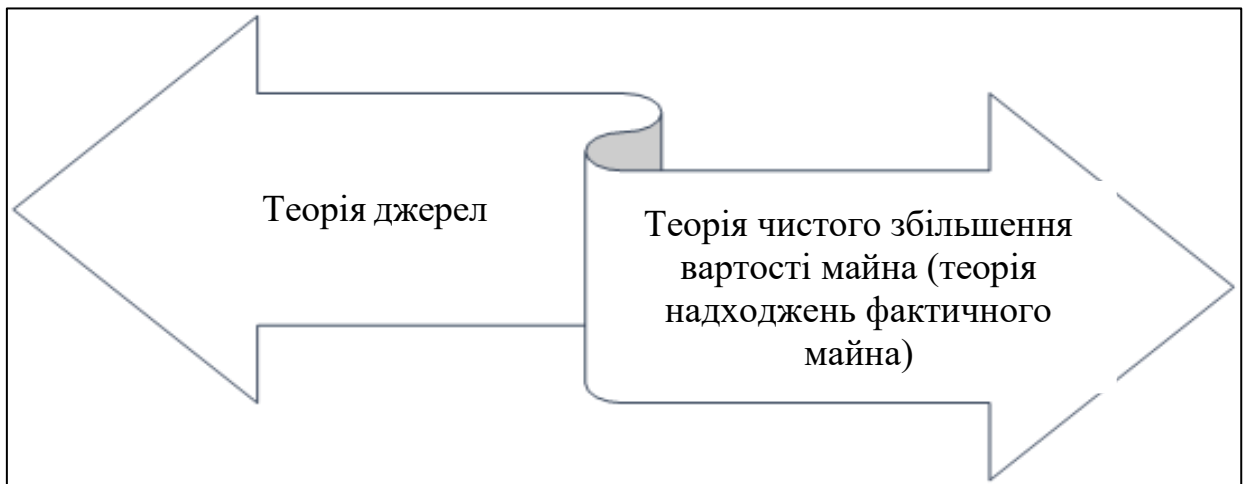 Теорія джерел
Теорія чистого збільшення
вартості майна (теорія
надходжень фактичного
майна)